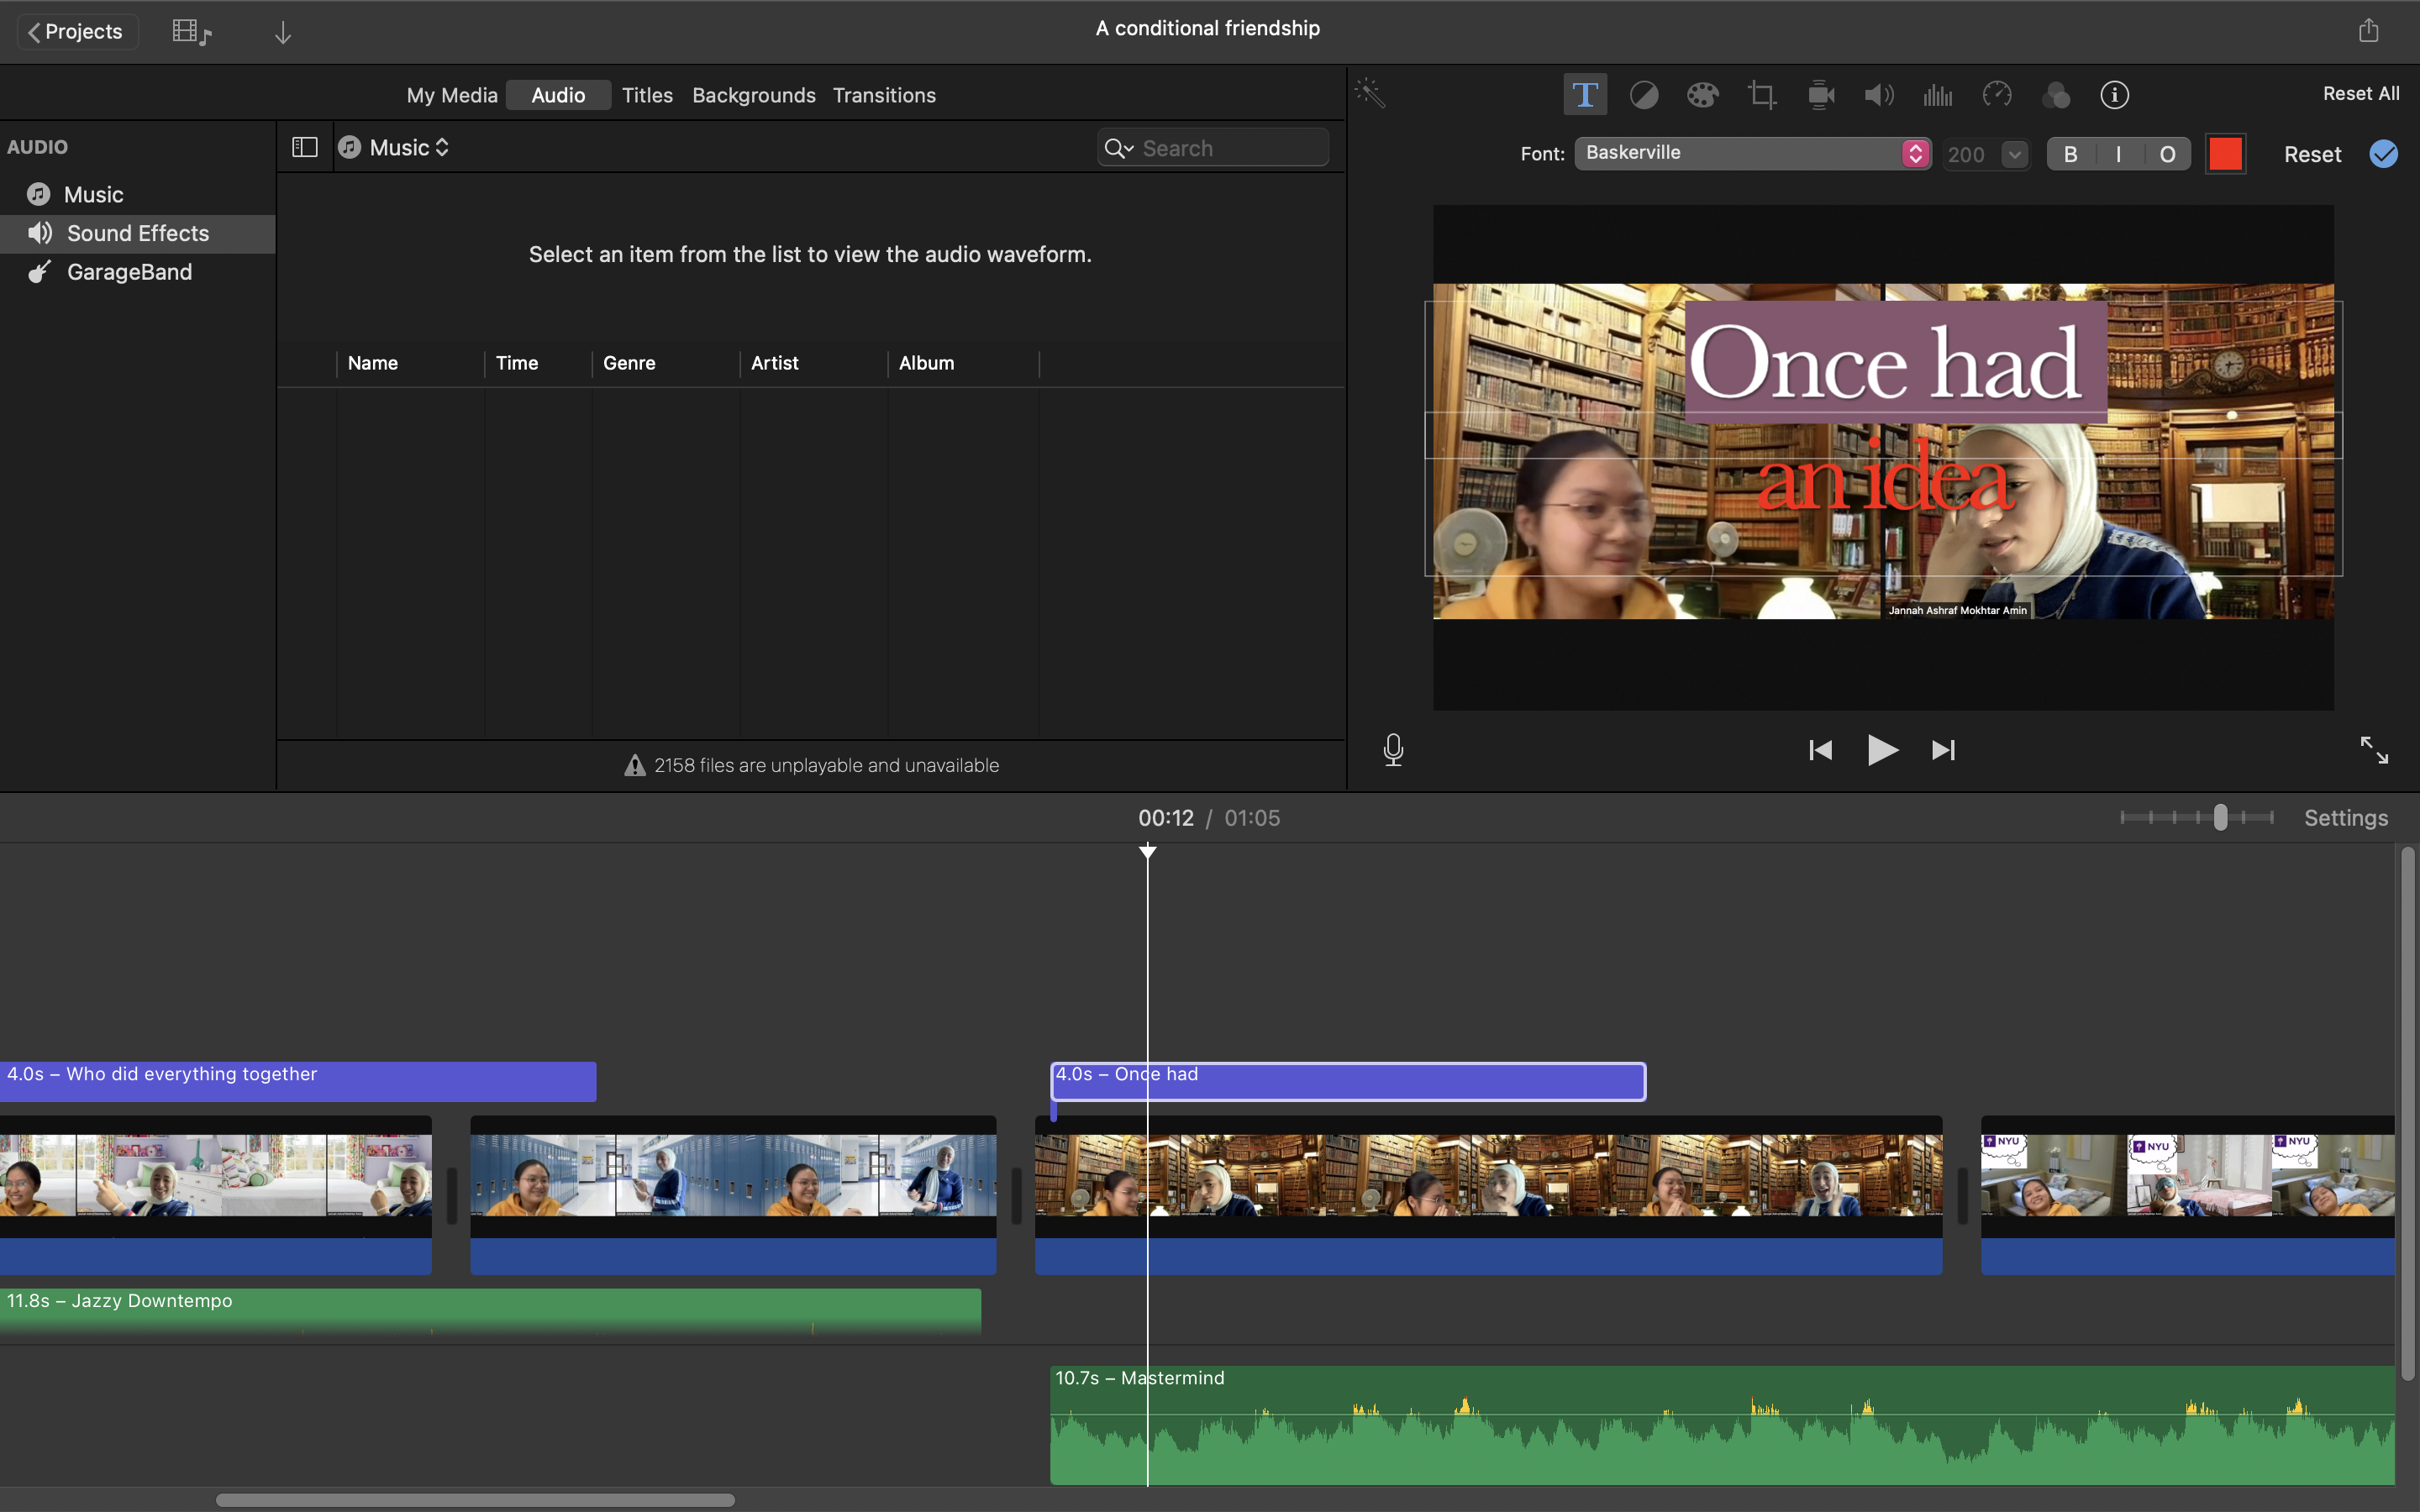 Projects
A conditional friendship
My Media
Audio
Titles
Backgrounds
Transitions
Reset All
AUDIO
Music
Search
Font:
Baskerville
200
B
I
O
Reset
Music
Sound Effects
GarageBand
Select an item from the list to view the audio waveform.
Name
Time
Genre
Artist
Album
2158 files are unplayable and unavailable
Once had
an idea
Jannah Ashraf Mokhtar Amin
00:12 / 01:05
Settings
4.0s – Who did everything together
4.0s – Once had
NYU
NYU
NYU
11.8s – Jazzy Downtempo
10.7s – Mastermind